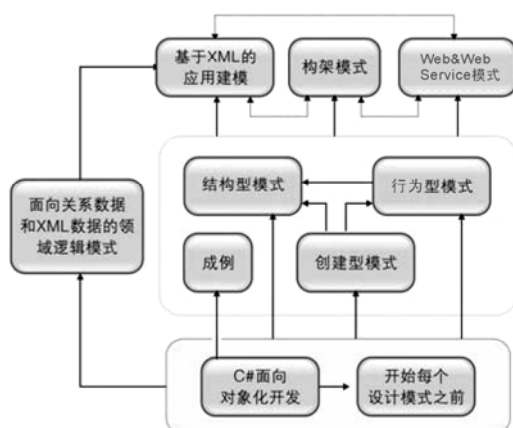 基于XML的
应用建模
构架模式
Web&Web
Service模式
结构型模式
行为型模式
面向关系数据
和XML数据的领
域逻辑模式
成例
创建型模式
C#面向
对象化开发
开始每个
设计模式之前